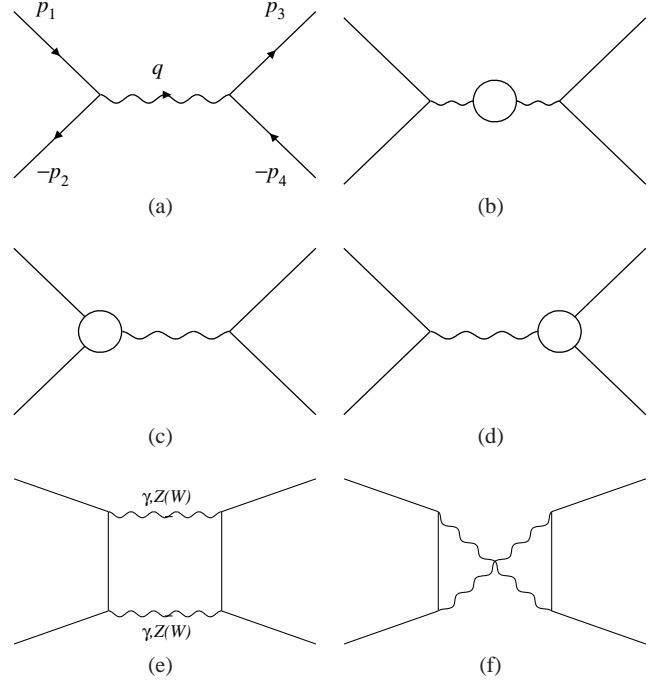 p1 p3
q
−p2 −p4
(a) (b)
(c) (d)
γ,Z(W)
γ,Z(W)
(e) (f)